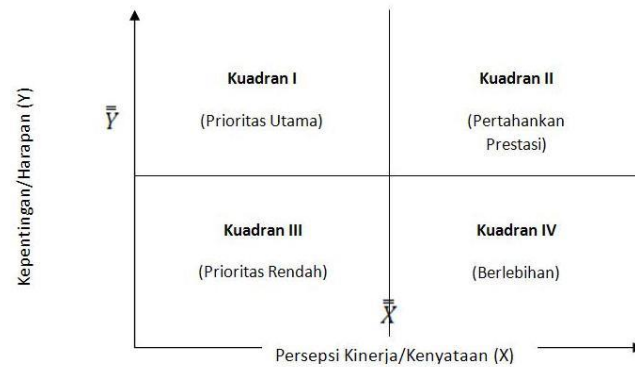 Kepentingan/Harapan (Y)
Y̿
Kuadran I
(Prioritas Utama)
Kuadran II
(Pertahankan
Prestasi)
Kuadran III
(Prioritas Rendah)
Kuadran IV
(Berlebihan)
X̿
Persepsi Kinerja/Kenyataan (X)